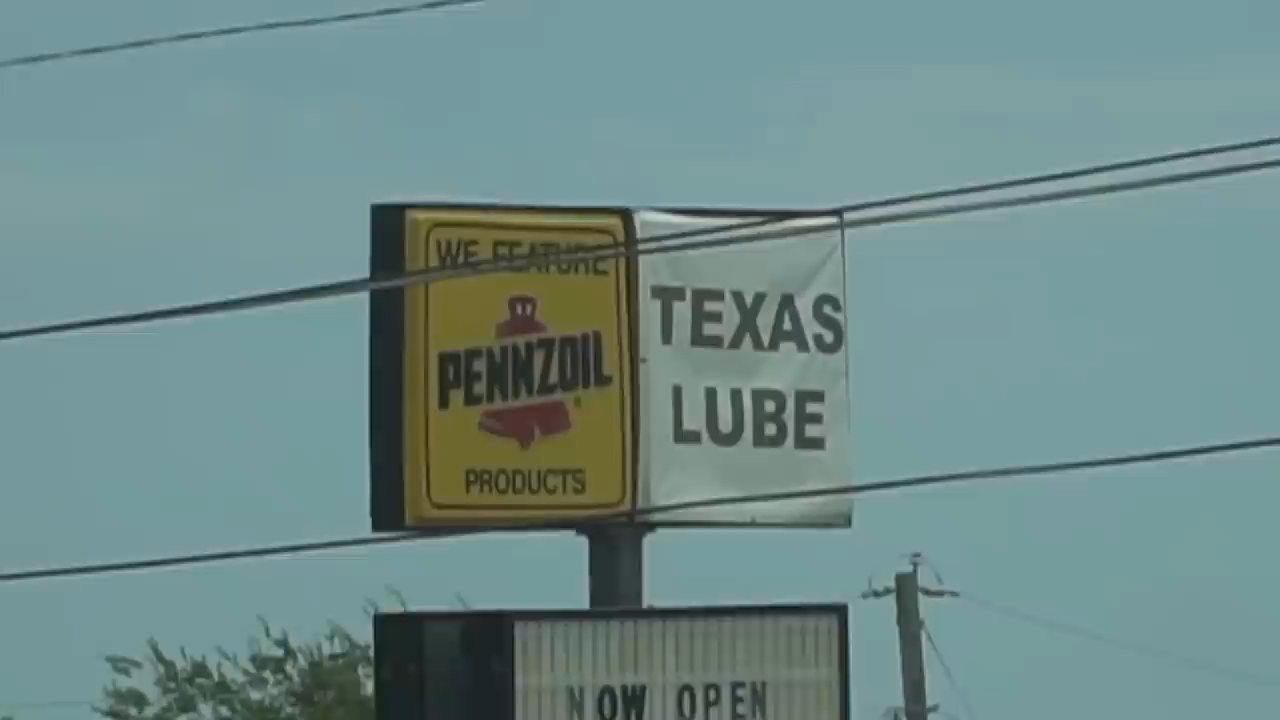 WE FEATURE
PENNZOIL
PRODUCTS
TEXAS
LUBE
NOW OPEN